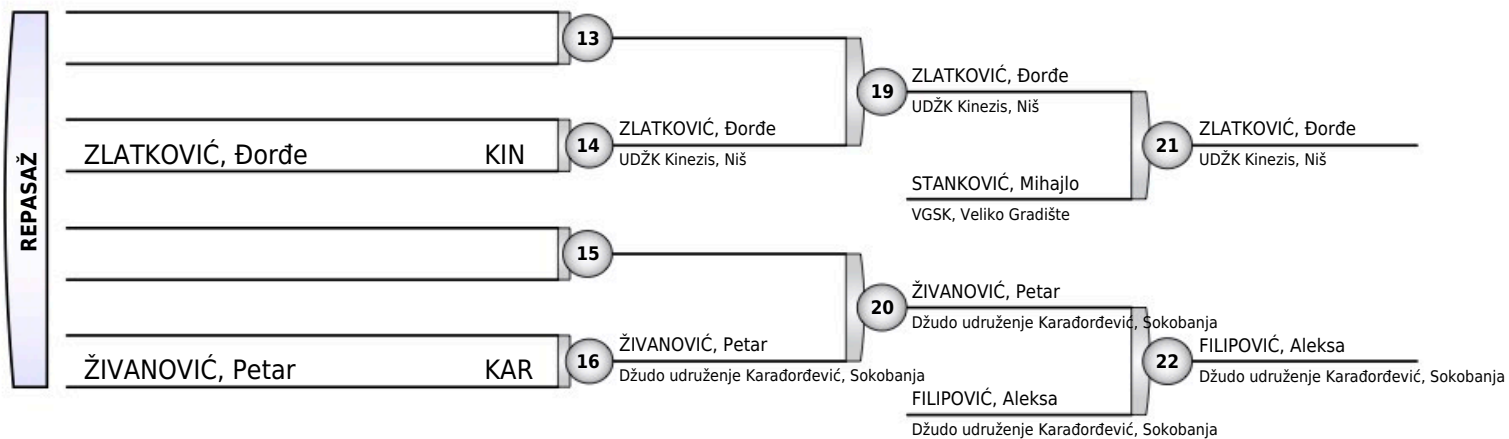 REPASAŽ
13
ZLATKOVIĆ, Đorđe KIN
14
ZLATKOVIĆ, Đorđe
UDŽK Kinezis, Niš
19
ZLATKOVIĆ, Đorđe
UDŽK Kinezis, Niš
STANKOVIĆ, Mihajlo
VGSK, Veliko Gradište
21
ZLATKOVIĆ, Đorđe
UDŽK Kinezis, Niš
15
ŽIVANOVIĆ, Petar KAR
16
ŽIVANOVIĆ, Petar
Džudo udruženje Karađorđević, Sokobanja
20
ŽIVANOVIĆ, Petar
Džudo udruženje Karađorđević, Sokobanja
FILIPOVIĆ, Aleksa
Džudo udruženje Karađorđević, Sokobanja
22
FILIPOVIĆ, Aleksa
Džudo udruženje Karađorđević, Sokobanja